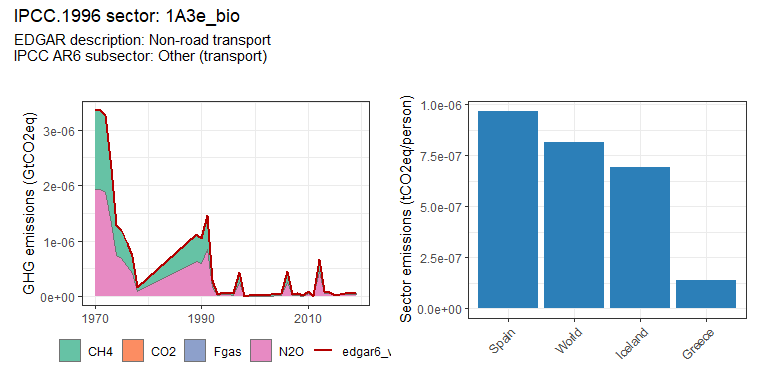 IPCC.1996 sector: 1A3e_bio
EDGAR description: Non-road transport
IPCC AR6 subsector: Other (transport)
GHG emissions (GtCO2eq)
3e-06
2e-06
1e-06
0e+00
1970
1990
2010
CH4
CO2
Fgas
N2O
edgar6_v
Sector emissions (tCO2eq/person)
1.0e-06
7.5e-07
5.0e-07
2.5e-07
0.0e+00
Spain
World
Iceland
Greece